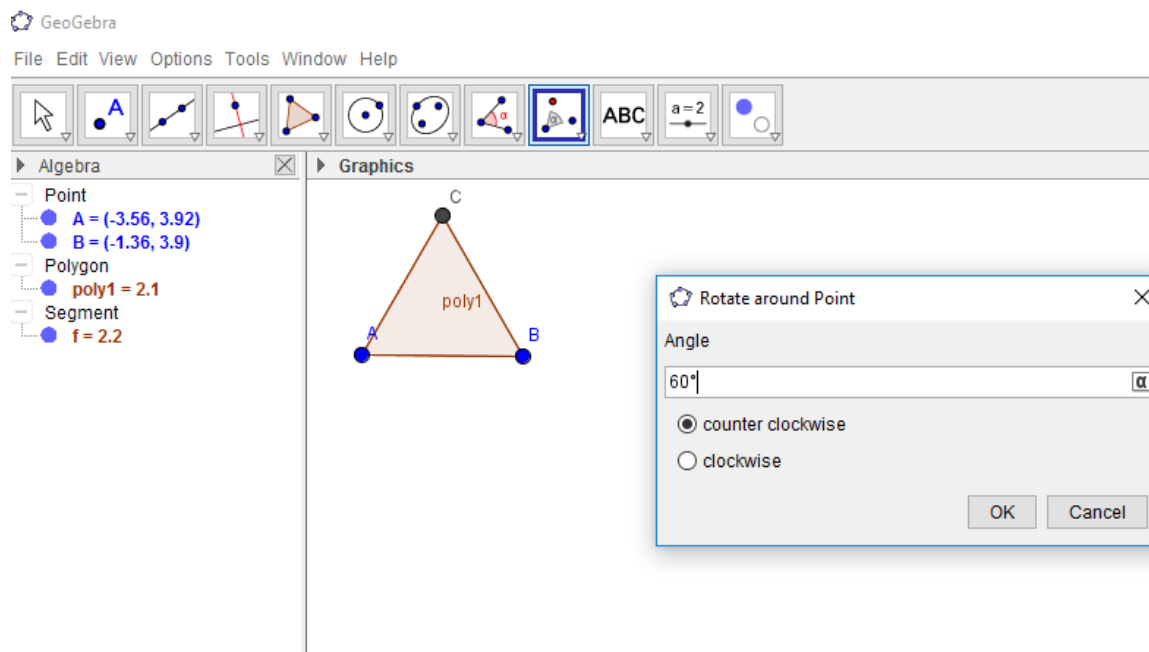 GeoGebra
File Edit View Options Tools Window Help
A α α ABC a=2
Algebra
Graphics
Point
A = (-3.56, 3.92)
B = (-1.36, 3.9)
Polygon
poly1 = 2.1
Segment
f = 2.2
C
poly1
A
B
Rotate around Point
Angle
60°
α
counter clockwise
clockwise
OK Cancel